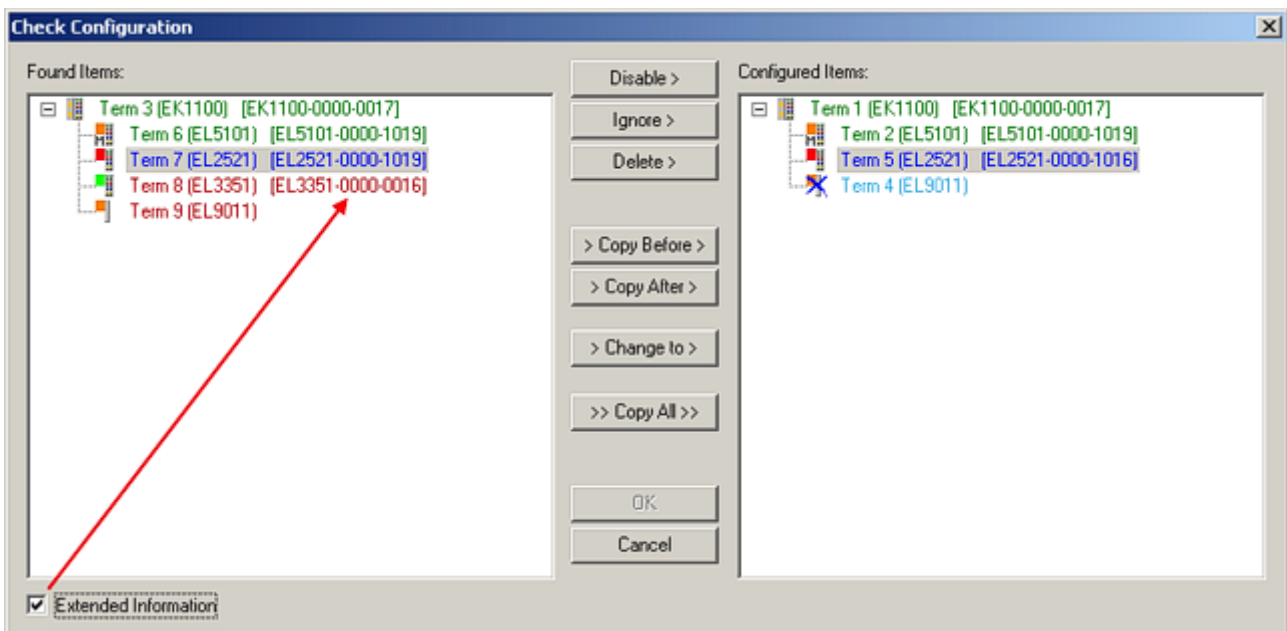 Check Configuration
Found Items:
Term 3 (EK1100) [EK1100-0000-0017]
Term 6 (EL5101) [EL5101-0000-1019]
Term 7 (EL2521) [EL2521-0000-1019]
Term 8 (EL3351) [EL3351-0000-0016]
Term 9 (EL9011)
Extended Information
Disable >
Ignore >
Delete >
> Copy Before >
> Copy After >
> Change to >
>> Copy All >>
OK
Cancel
Configured Items:
Term 1 (EK1100) [EK1100-0000-0017]
Term 2 (EL5101) [EL5101-0000-1019]
Term 5 (EL2521) [EL2521-0000-1016]
Term 4 (EL9011)